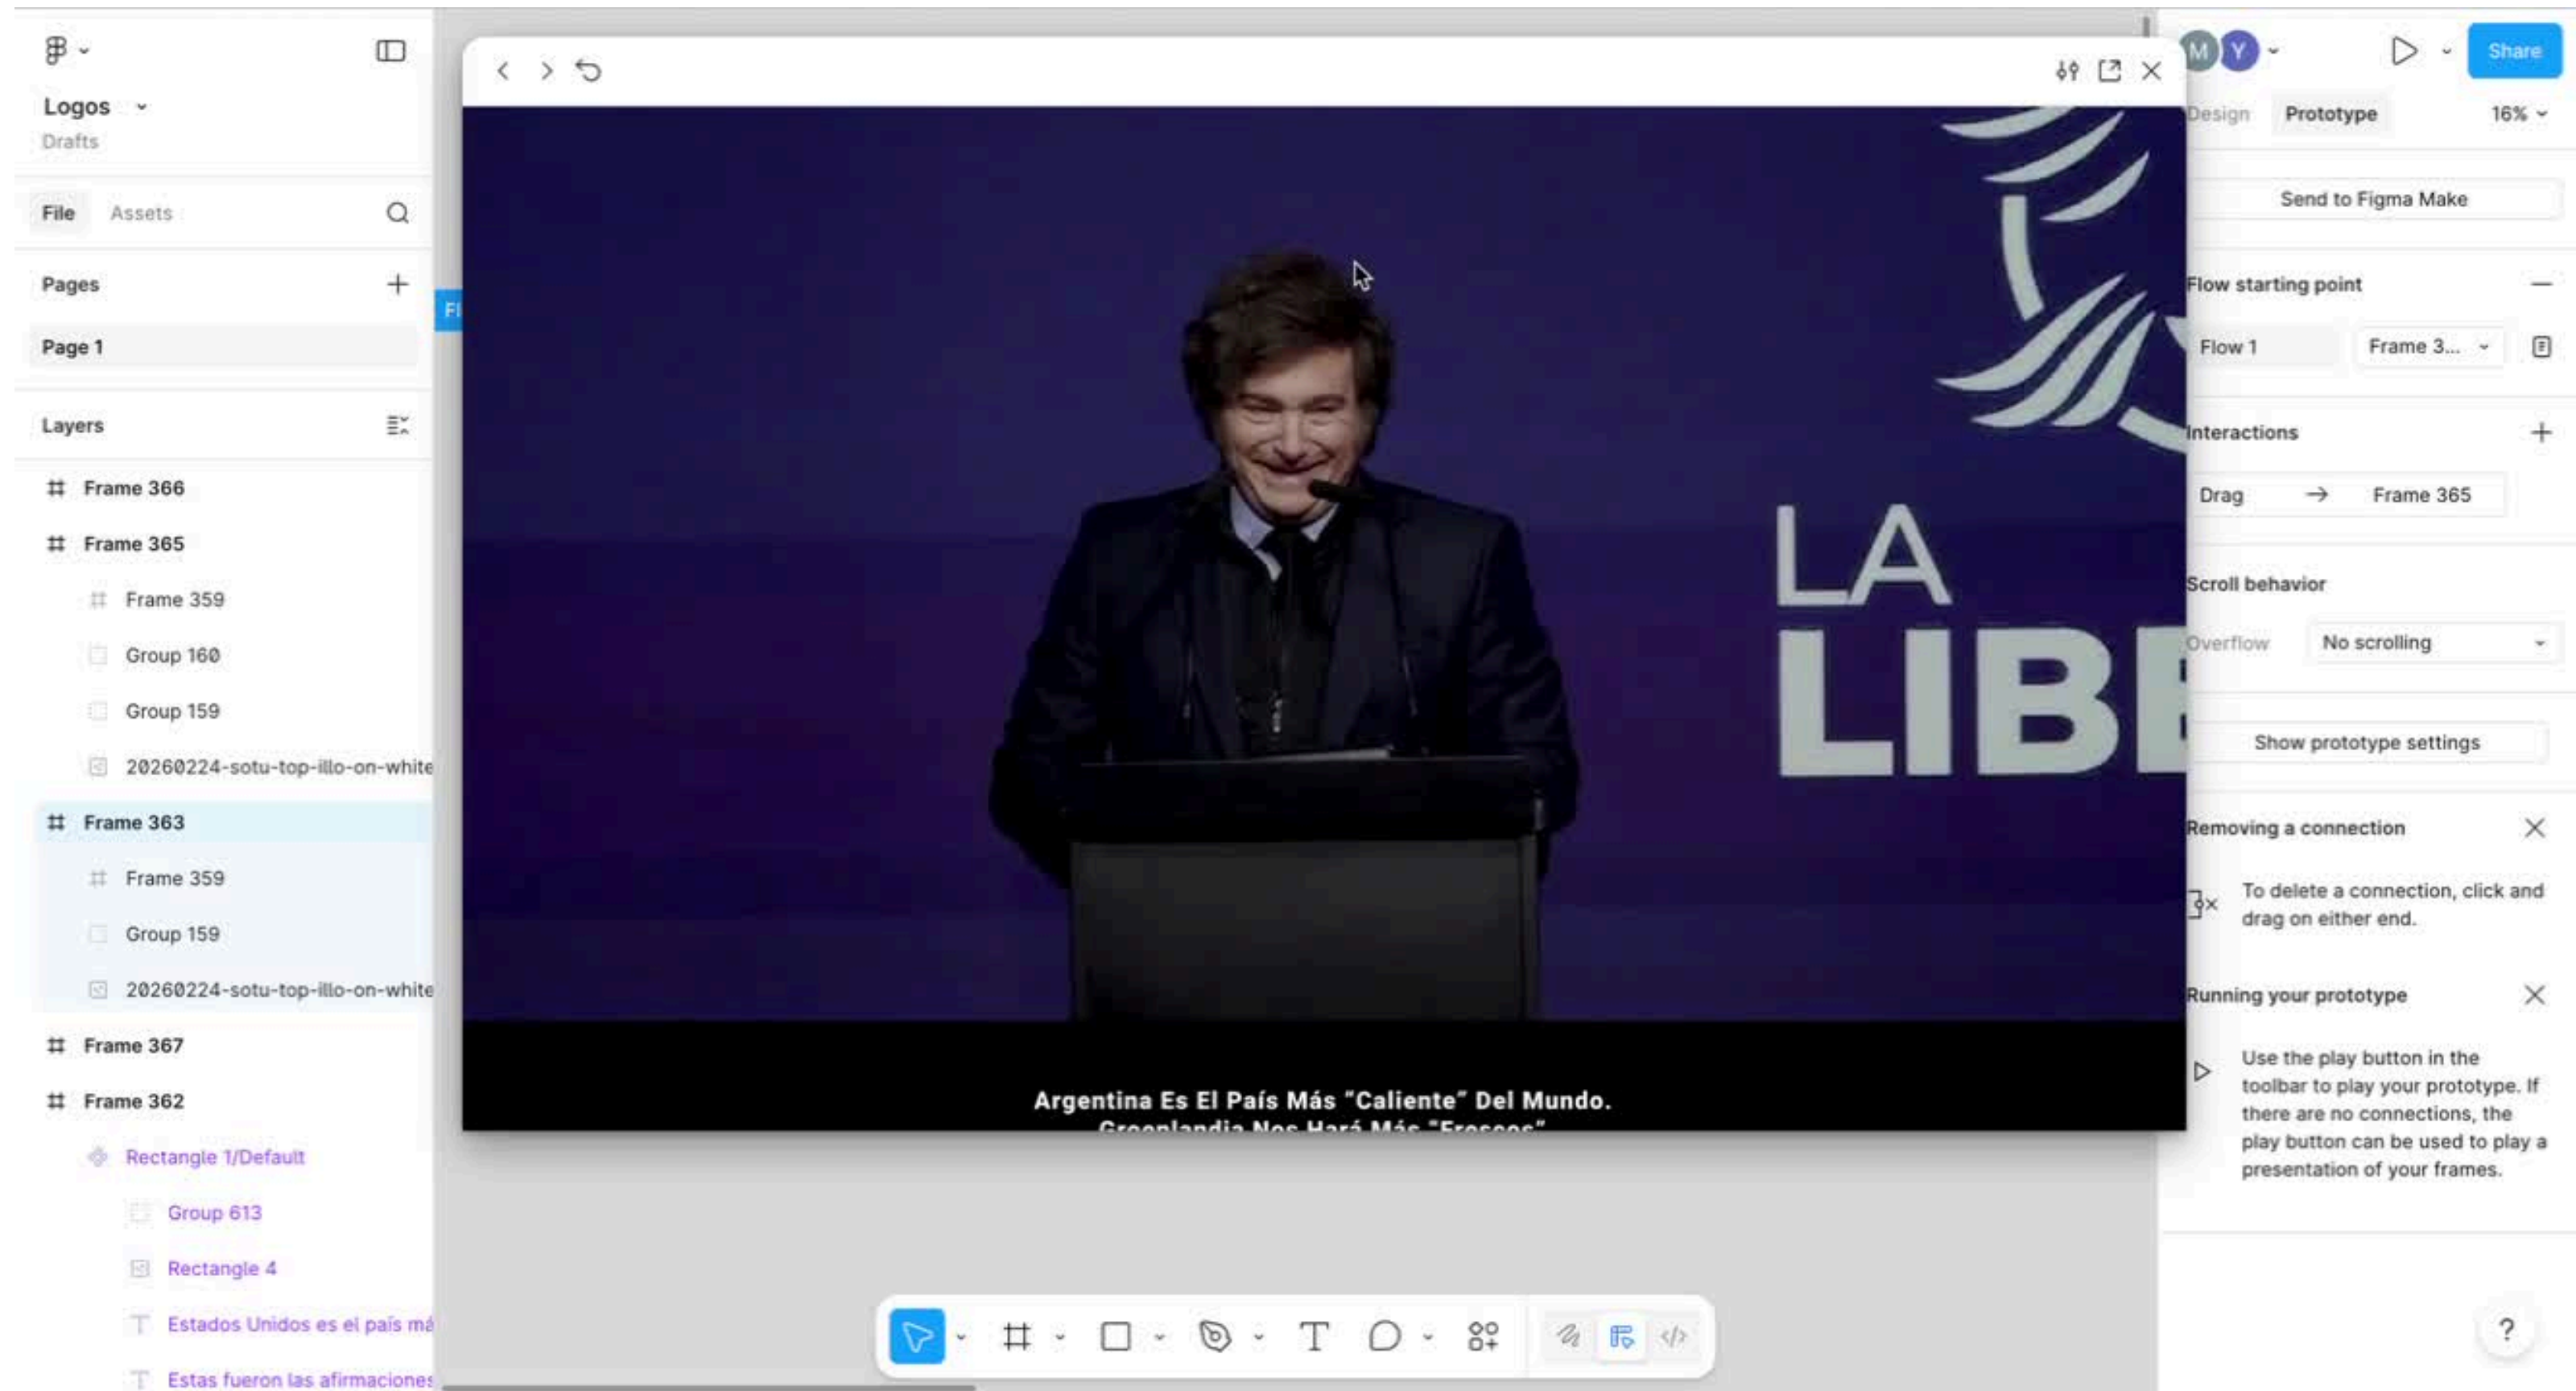 Logos
Drafts
File
Assets
Pages
Page 1
Layers
Frame 366
Frame 365
Frame 359
Group 160
Group 159
20260224-sotu-top-illo-on-white
Frame 363
Frame 359
Group 159
20260224-sotu-top-illo-on-white
Frame 367
Frame 362
Rectangle 1/Default
Group 613
Rectangle 4
Estados Unidos es el país má
Estas fueron las afirmaciones
Fl
LA
LIBE
Argentina Es El País Más “Caliente” Del Mundo.
Groenlandia Nos Hará Más “Frescos”
M Y
Share
Design
Prototype
16%
Send to Figma Make
Flow starting point
Flow 1
Frame 3...
Interactions
Drag → Frame 365
Scroll behavior
Overflow
No scrolling
Show prototype settings
Removing a connection
To delete a connection, click and
drag on either end.
Running your prototype
Use the play button in the
toolbar to play your prototype. If
there are no connections, the
play button can be used to play a
presentation of your frames.
?